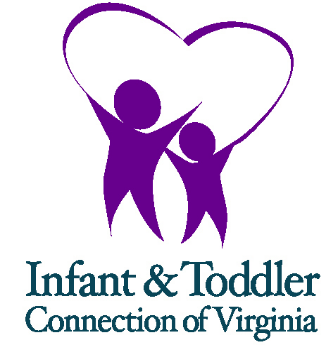 Infant & Toddler
Connection of Virginia